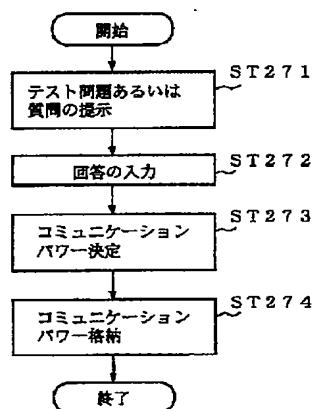 開始
ST271
テスト問題あるいは
質問の提示
ST272
回答の入力
ST273
コミュニケーション
パワー決定
ST274
コミュニケーション
パワー格納
終了